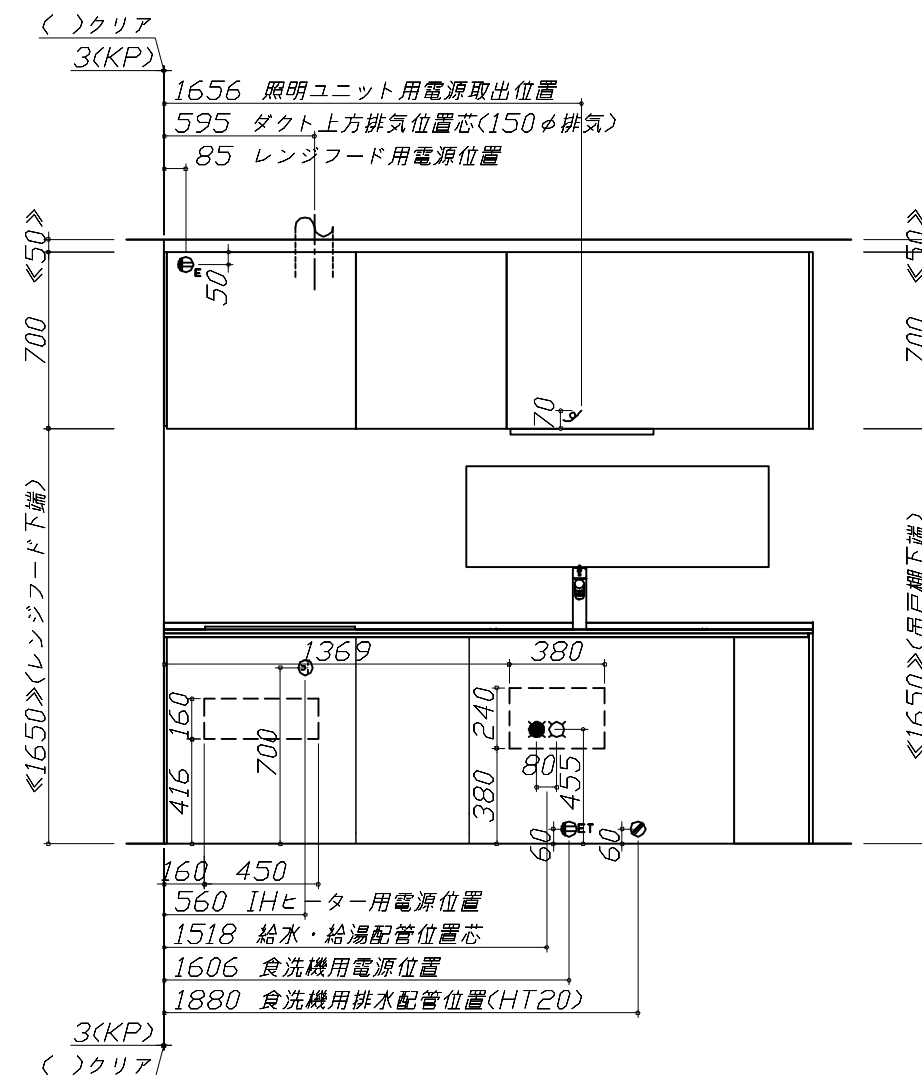 ( )クリア
3(KP)
1656 照明ユニット用電源取出位置
595 ダクト上方排気位置芯(150φ排気)
85 レンジフード用電源位置
≪50≫
≪50≫
E
50
700
700
70
≪1650≫(レンジフード下端)
≪1650≫(吊戸棚下端)
1369
380
160
700
240
416
380
80
455
60
ET
60
160
450
560 IHヒーター用電源位置
1518 給水・給湯配管位置芯
1606 食洗機用電源位置
1880 食洗機用排水配管位置(HT20)
3(KP)
( )クリア